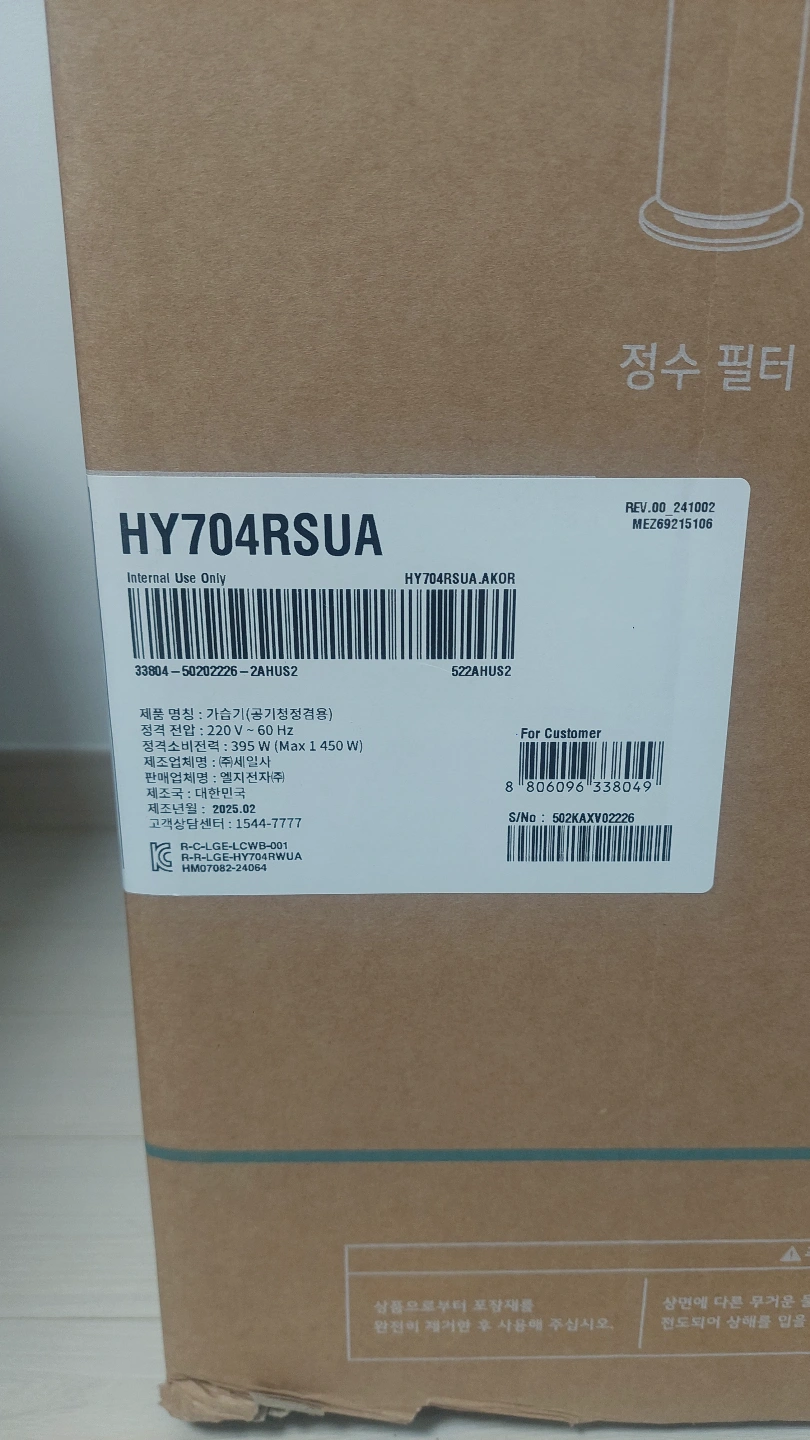 정수 필터
HY704RSUA
REV.00_241002
MEZ69215106
Internal Use Only
HY704RSUA.AKOR
33804-50202226-2AHUS2
522AHUS2
제품 명칭 : 가습기(공기청정겸용)
정격 전압 : 220 V ~ 60 Hz
정격소비전력 : 395 W (Max 1 450 W)
제조업체명 : ㈜세일사
판매업체명 : 엘지전자㈜
제조국 : 대한민국
제조년월 : 2025.02
고객상담센터 : 1544-7777
For Customer
8 806096 338049
S/No : 502KAXV02226
R-C-LGE-LCWB-001
R-R-LGE-HY704RWUA
HM07082-24064
상품으로부터 포장재를
완전히 제거한 후 사용해 주십시오.
상면에 다른 무거운
전도되어 상해를 입을